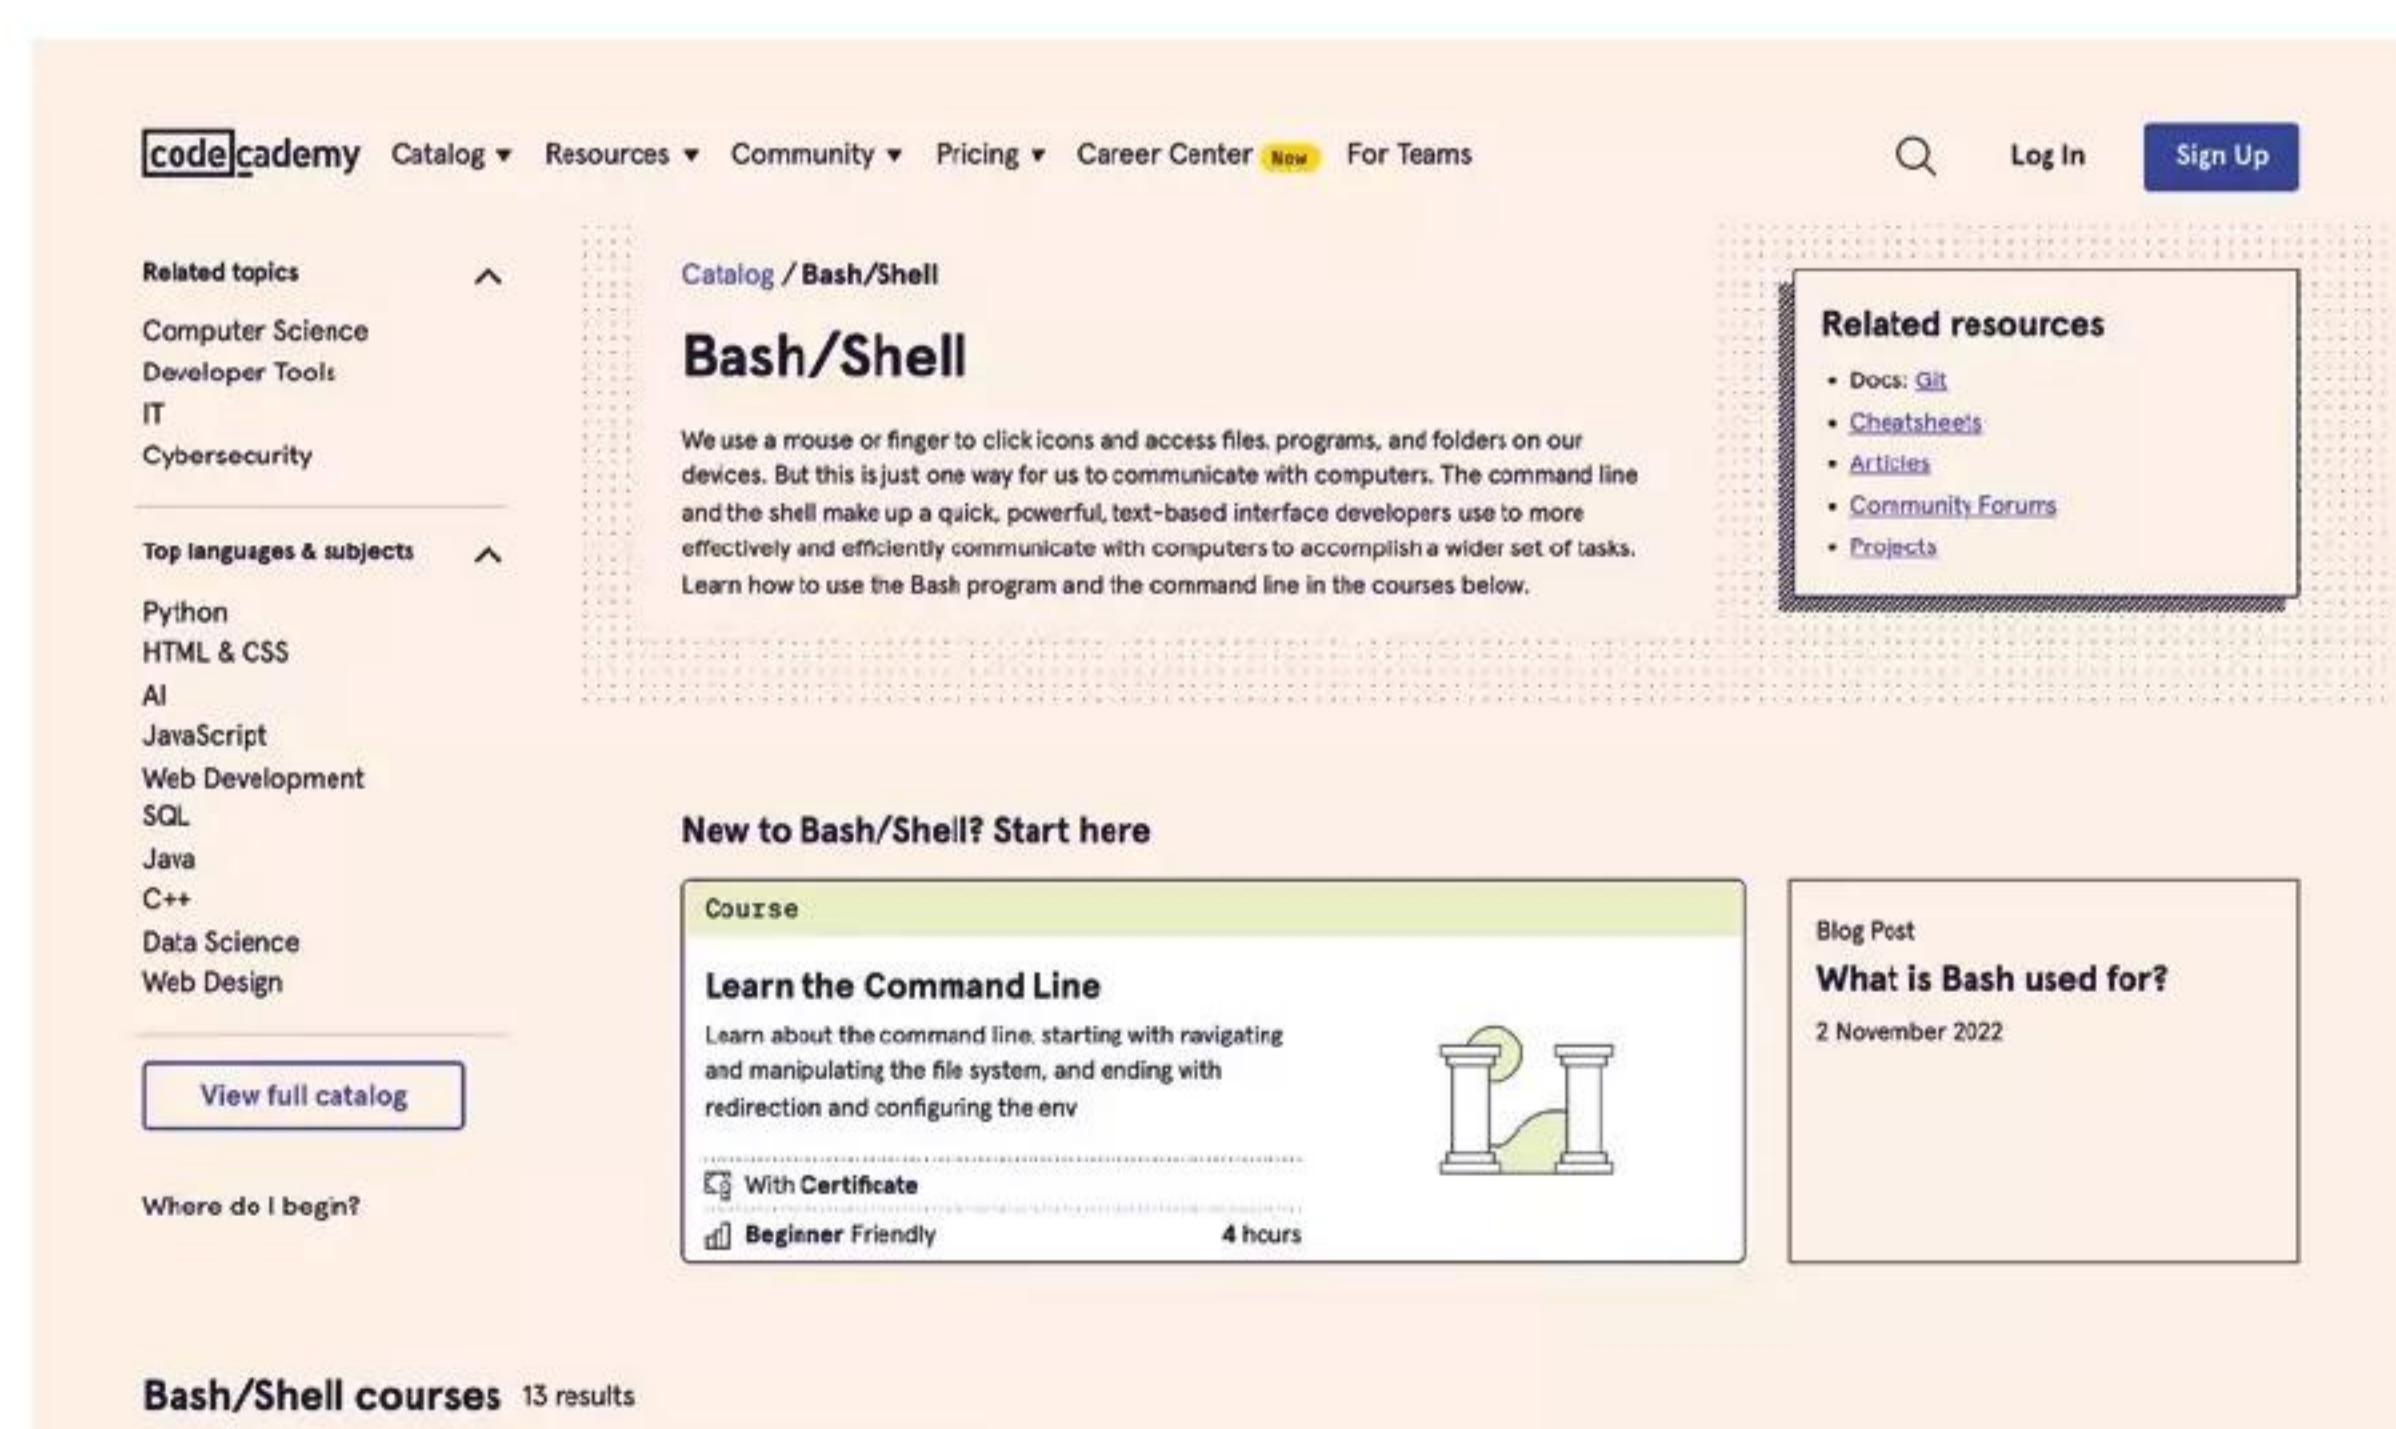 codecademy Catalog Resources Community Pricing Career Center New For Teams Log In Sign Up
Related topics
Computer Science
Developer Tools
IT
Cybersecurity
Top languages & subjects
Python
HTML & CSS
AI
JavaScript
Web Development
SQL
Java
C++
Data Science
Web Design
View full catalog
Where do I begin?
Catalog / Bash/Shell
Bash/Shell
We use a mouse or finger to click icons and access files, programs, and folders on our
devices. But this is just one way for us to communicate with computers. The command line
and the shell make up a quick, powerful, text-based interface developers use to more
effectively and efficiently communicate with computers to accomplish a wider set of tasks.
Learn how to use the Bash program and the command line in the courses below.
Related resources
• Docs: Git
• Cheatsheets
• Articles
• Community Forums
• Projects
New to Bash/Shell? Start here
Course
Learn the Command Line
Learn about the command line, starting with navigating
and manipulating the file system, and ending with
redirection and configuring the env
With Certificate
Beginner Friendly 4 hours
Blog Post
What is Bash used for?
2 November 2022
Bash/Shell courses 13 results